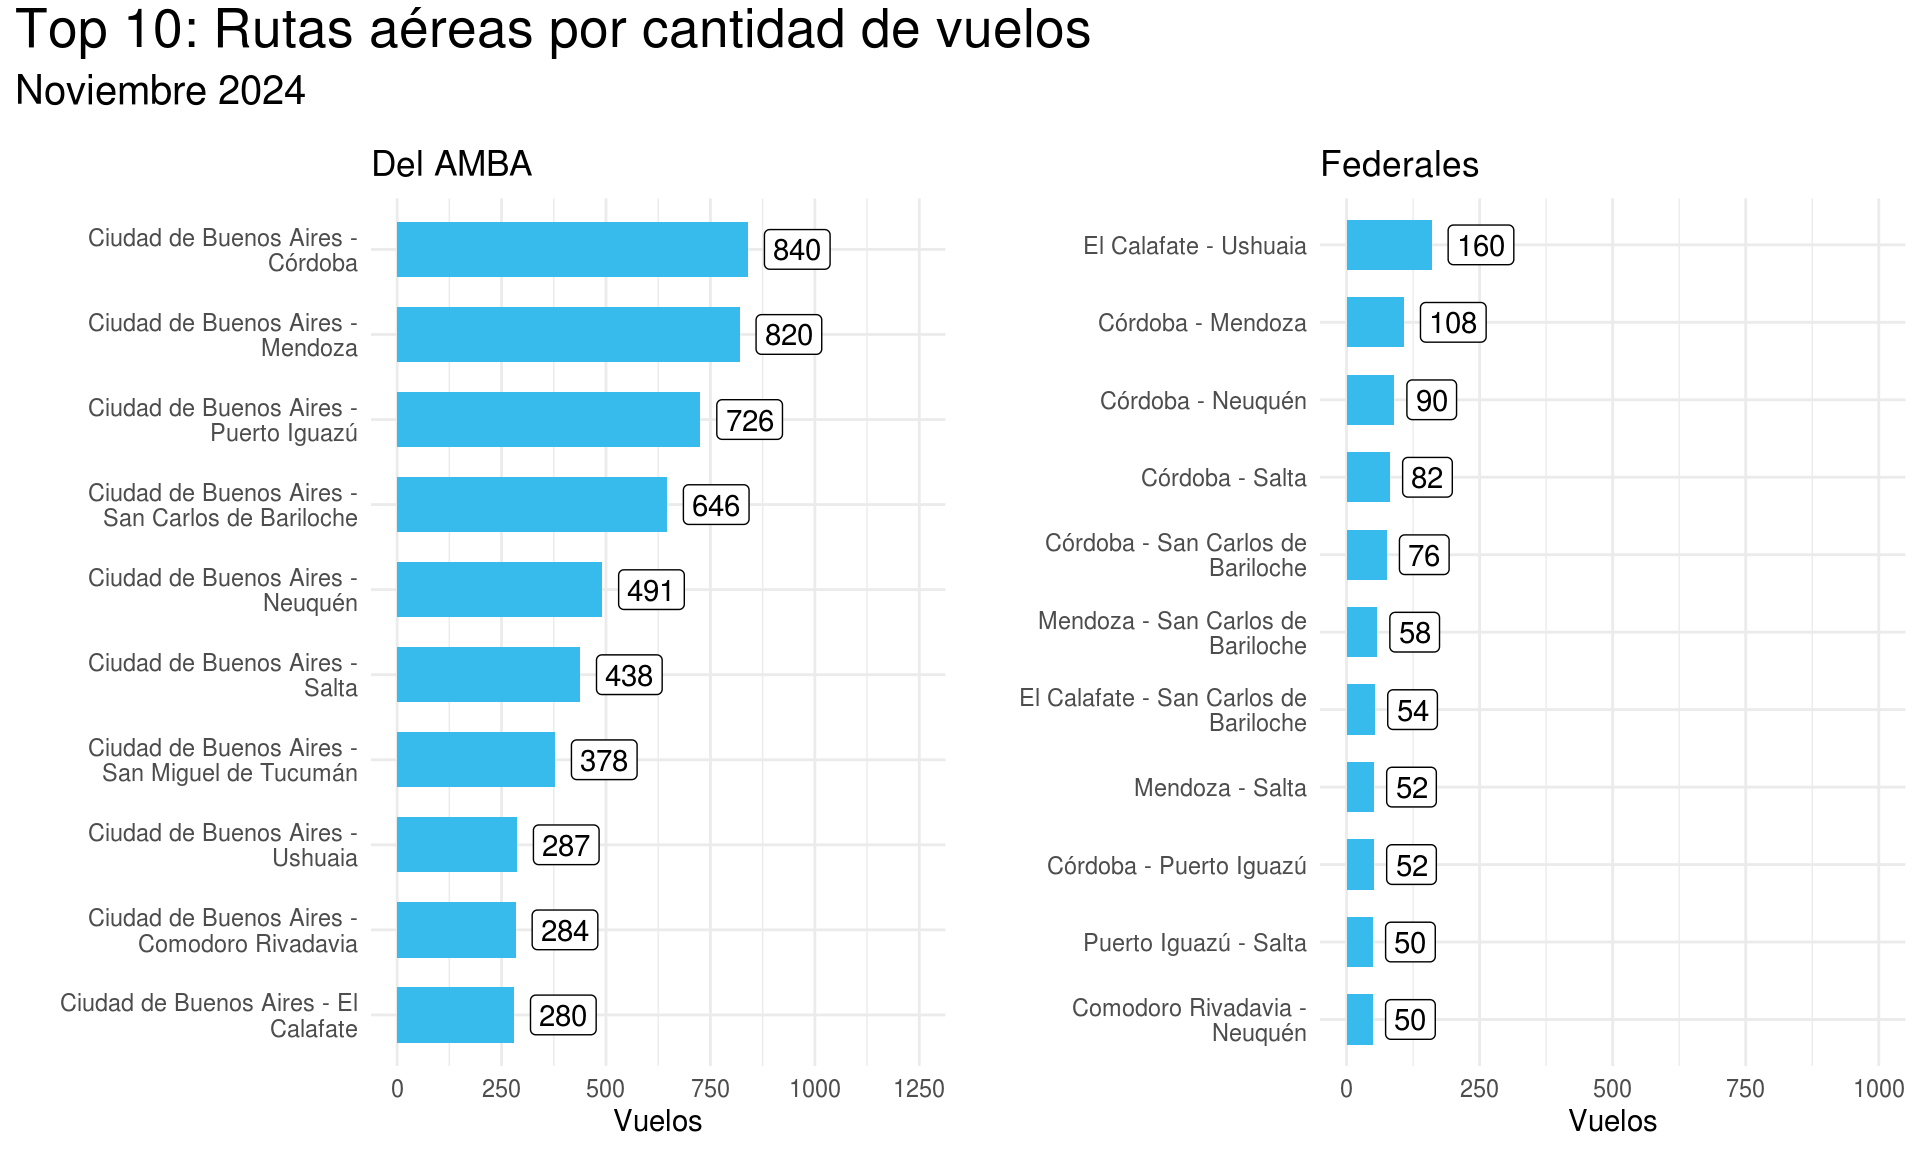 Top 10: Rutas aéreas por cantidad de vuelos
Noviembre 2024
Del AMBA
Ciudad de Buenos Aires -
Córdoba
840
Ciudad de Buenos Aires -
Mendoza
820
Ciudad de Buenos Aires -
Puerto Iguazú
726
Ciudad de Buenos Aires -
San Carlos de Bariloche
646
Ciudad de Buenos Aires -
Neuquén
491
Ciudad de Buenos Aires -
Salta
438
Ciudad de Buenos Aires -
San Miguel de Tucumán
378
Ciudad de Buenos Aires -
Ushuaia
287
Ciudad de Buenos Aires -
Comodoro Rivadavia
284
Ciudad de Buenos Aires - El
Calafate
280
0 250 500 750 1000 1250
Vuelos
Federales
El Calafate - Ushuaia
160
Córdoba - Mendoza
108
Córdoba - Neuquén
90
Córdoba - Salta
82
Córdoba - San Carlos de
Bariloche
76
Mendoza - San Carlos de
Bariloche
58
El Calafate - San Carlos de
Bariloche
54
Mendoza - Salta
52
Córdoba - Puerto Iguazú
52
Puerto Iguazú - Salta
50
Comodoro Rivadavia -
Neuquén
50
0 250 500 750 1000
Vuelos